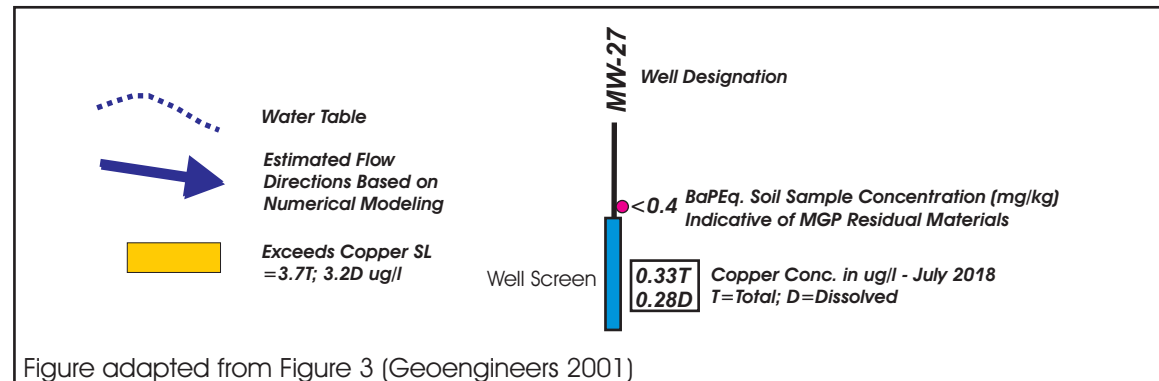 Water Table
Estimated Flow
Directions Based on
Numerical Modeling
Exceeds Copper SL
=3.7T; 3.2D ug/l
MW-27
Well Designation
<0.4
BaPEq. Soil Sample Concentration (mg/kg)
Indicative of MGP Residual Materials
Well Screen
0.33T
0.28D
Copper Conc. in ug/l - July 2018
T=Total; D=Dissolved
Figure adapted from Figure 3 (Geoengineers 2001)